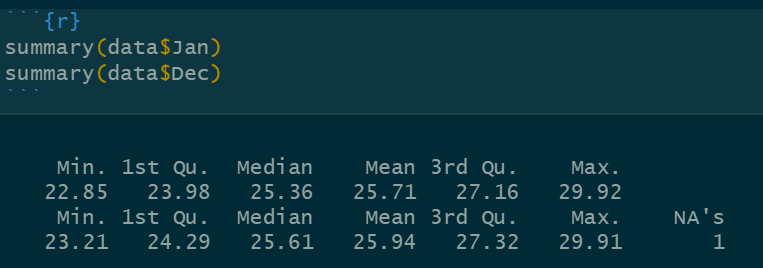 ```{r}
summary(data$Jan)
summary(data$Dec)
```
Min. 1st Qu. Median Mean 3rd Qu. Max.
22.85 23.98 25.36 25.71 27.16 29.92
Min. 1st Qu. Median Mean 3rd Qu. Max. NA's
23.21 24.29 25.61 25.94 27.32 29.91 1